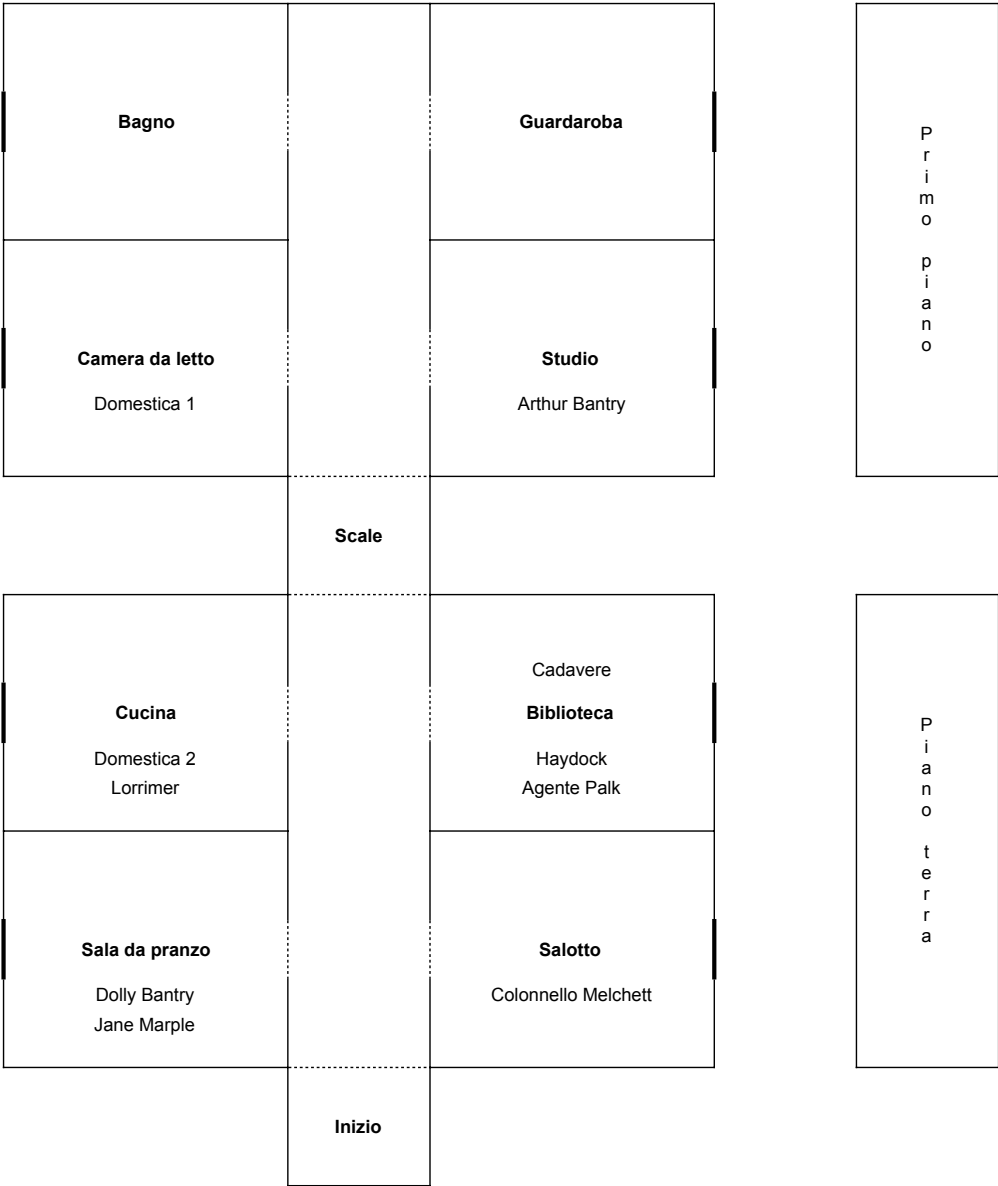 Bagno
Guardaroba
Camera da letto
Domestica 1
Studio
Arthur Bantry
Primo piano
Scale
Cucina
Domestica 2
Lorrimer
Cadavere
Biblioteca
Haydock
Agente Palk
Sala da pranzo
Dolly Bantry
Jane Marple
Salotto
Colonnello Melchett
Piano terra
Inizio